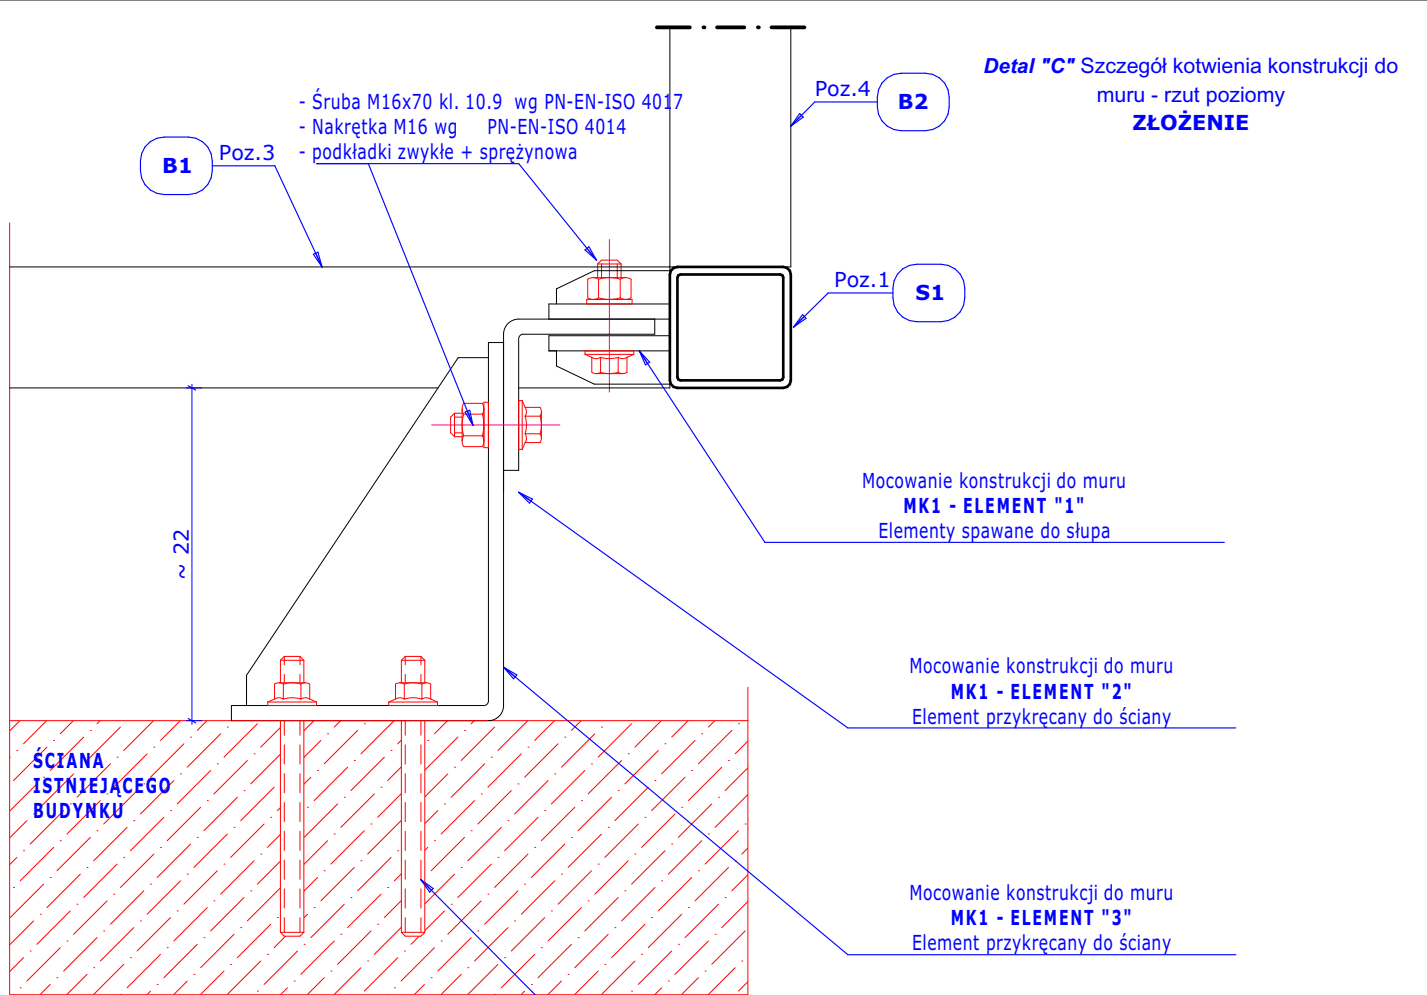 Detal "C" Szczegół kotwienia konstrukcji do
muru - rzut poziomy
ZŁOŻENIE
- Śruba M16x70 kl. 10.9 wg PN-EN-ISO 4017
- Nakrętka M16 wg PN-EN-ISO 4014
- podkładki zwykłe + sprężynowa
B1
Poz.3
Poz.4
B2
Poz.1
S1
~ 22
Mocowanie konstrukcji do muru
MK1 - ELEMENT "1"
Elementy spawane do słupa
Mocowanie konstrukcji do muru
MK1 - ELEMENT "2"
Element przykręcany do ściany
ŚCIANA
ISTNIEJĄCEGO
BUDYNKU
Mocowanie konstrukcji do muru
MK1 - ELEMENT "3"
Element przykręcany do ściany